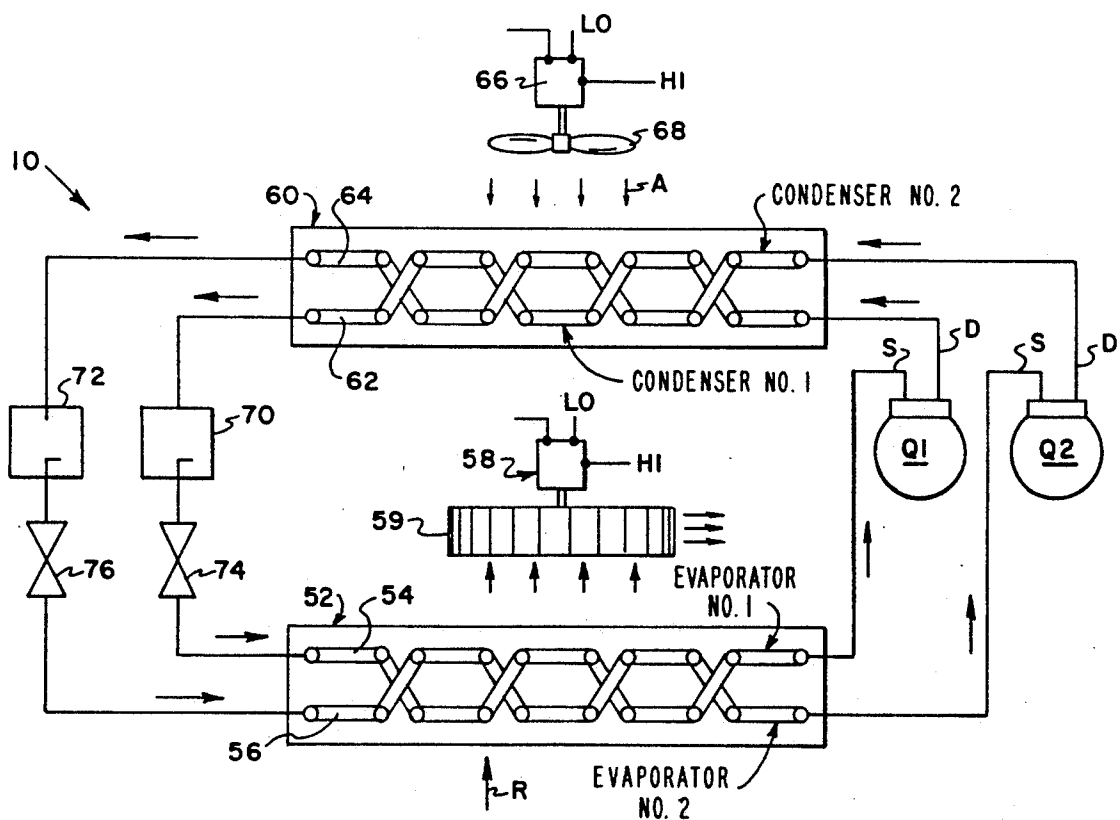 LO
66
HI
68
10
A
60
64
CONDENSER NO. 2
62
CONDENSER NO. 1
D
S
S
D
72
70
LO
58
HI
Q1
Q2
59
76
74
EVAPORATOR
NO. 1
52
54
56
R
EVAPORATOR
NO. 2